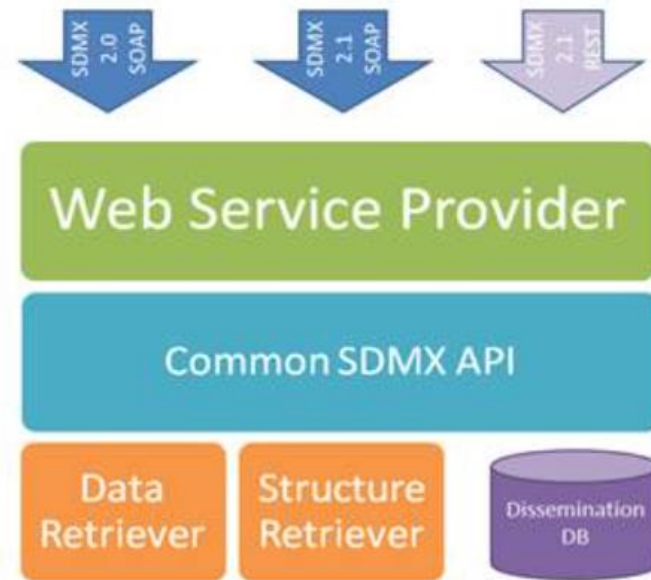 SDMX
2.0
SOAP
SDMX
2.1
SOAP
SDMX
2.1
REST
Web Service Provider
Common SDMX API
Data
Retriever
Structure
Retriever
Dissemination
DB